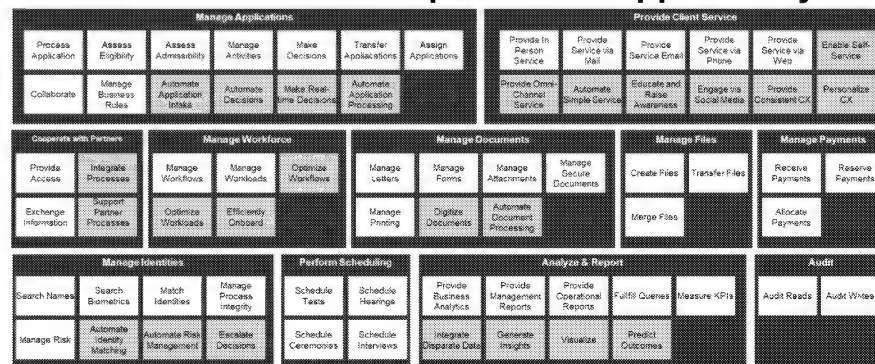 Manage Applications
Process Application
Assess Eligibility
Assess Admissibility
Manage Activities
Make Decisions
Transfer Applications
Assign Applications
Collaborate
Manage Business Rules
Automate Application Intake
Automate Decisions
Make Real-time Decisions
Automate Application Processing
Provide Client Service
Provide In Person Service
Provide Service via Mail
Provide Service Email
Provide Service via Phone
Provide Service via Web
Enable Self-Service
Provide Omni-Channel Service
Automate Simple Service
Educate and Raise Awareness
Engage via Social Media
Provide Consistent CX
Personalize CX
Cooperate with Partners
Provide Access
Integrate Processes
Exchange Information
Support Partner Processes
Manage Workforce
Manage Workflows
Manage Workloads
Optimize Workflows
Optimize Workloads
Efficiently Onboard
Manage Documents
Manage Letters
Manage Forms
Manage Attachments
Manage Secure Documents
Manage Printing
Digitize Documents
Automate Document Processing
Manage Files
Create Files
Transfer Files
Merge Files
Manage Payments
Receive Payments
Reserve Payments
Allocate Payments
Manage Identities
Search Names
Search Biometrics
Match Identities
Manage Process Integrity
Manage Risk
Automate Identity Matching
Automate Risk Management
Escalate Decisions
Perform Scheduling
Schedule Tests
Schedule Hearings
Schedule Ceremonies
Schedule Interviews
Analyze & Report
Provide Business Analytics
Provide Management Reports
Provide Operational Reports
Fullfill Queries
Measure KPIs
Integrate Disparate Data
Generate Insights
Visualize
Predict Outcomes
Audit
Audit Reads
Audit Writes